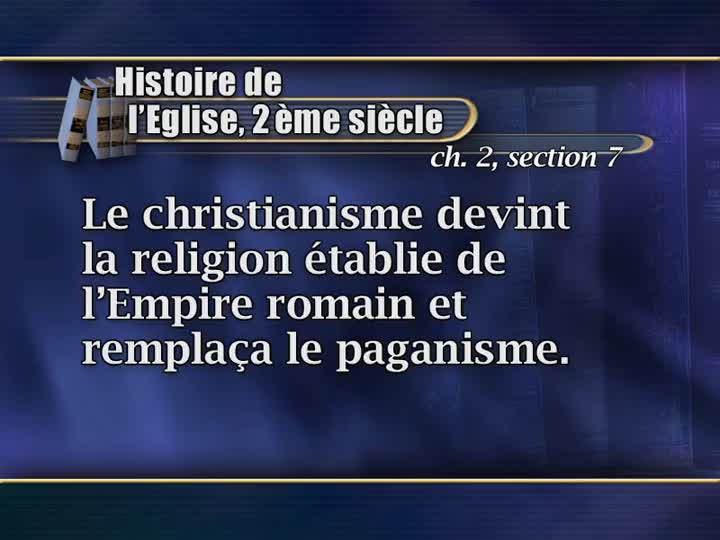 Histoire de
l’Eglise, 2ème siècle
ch. 2, section 7
Le christianisme devint
la religion établie de
l’Empire romain et
remplaça le paganisme.